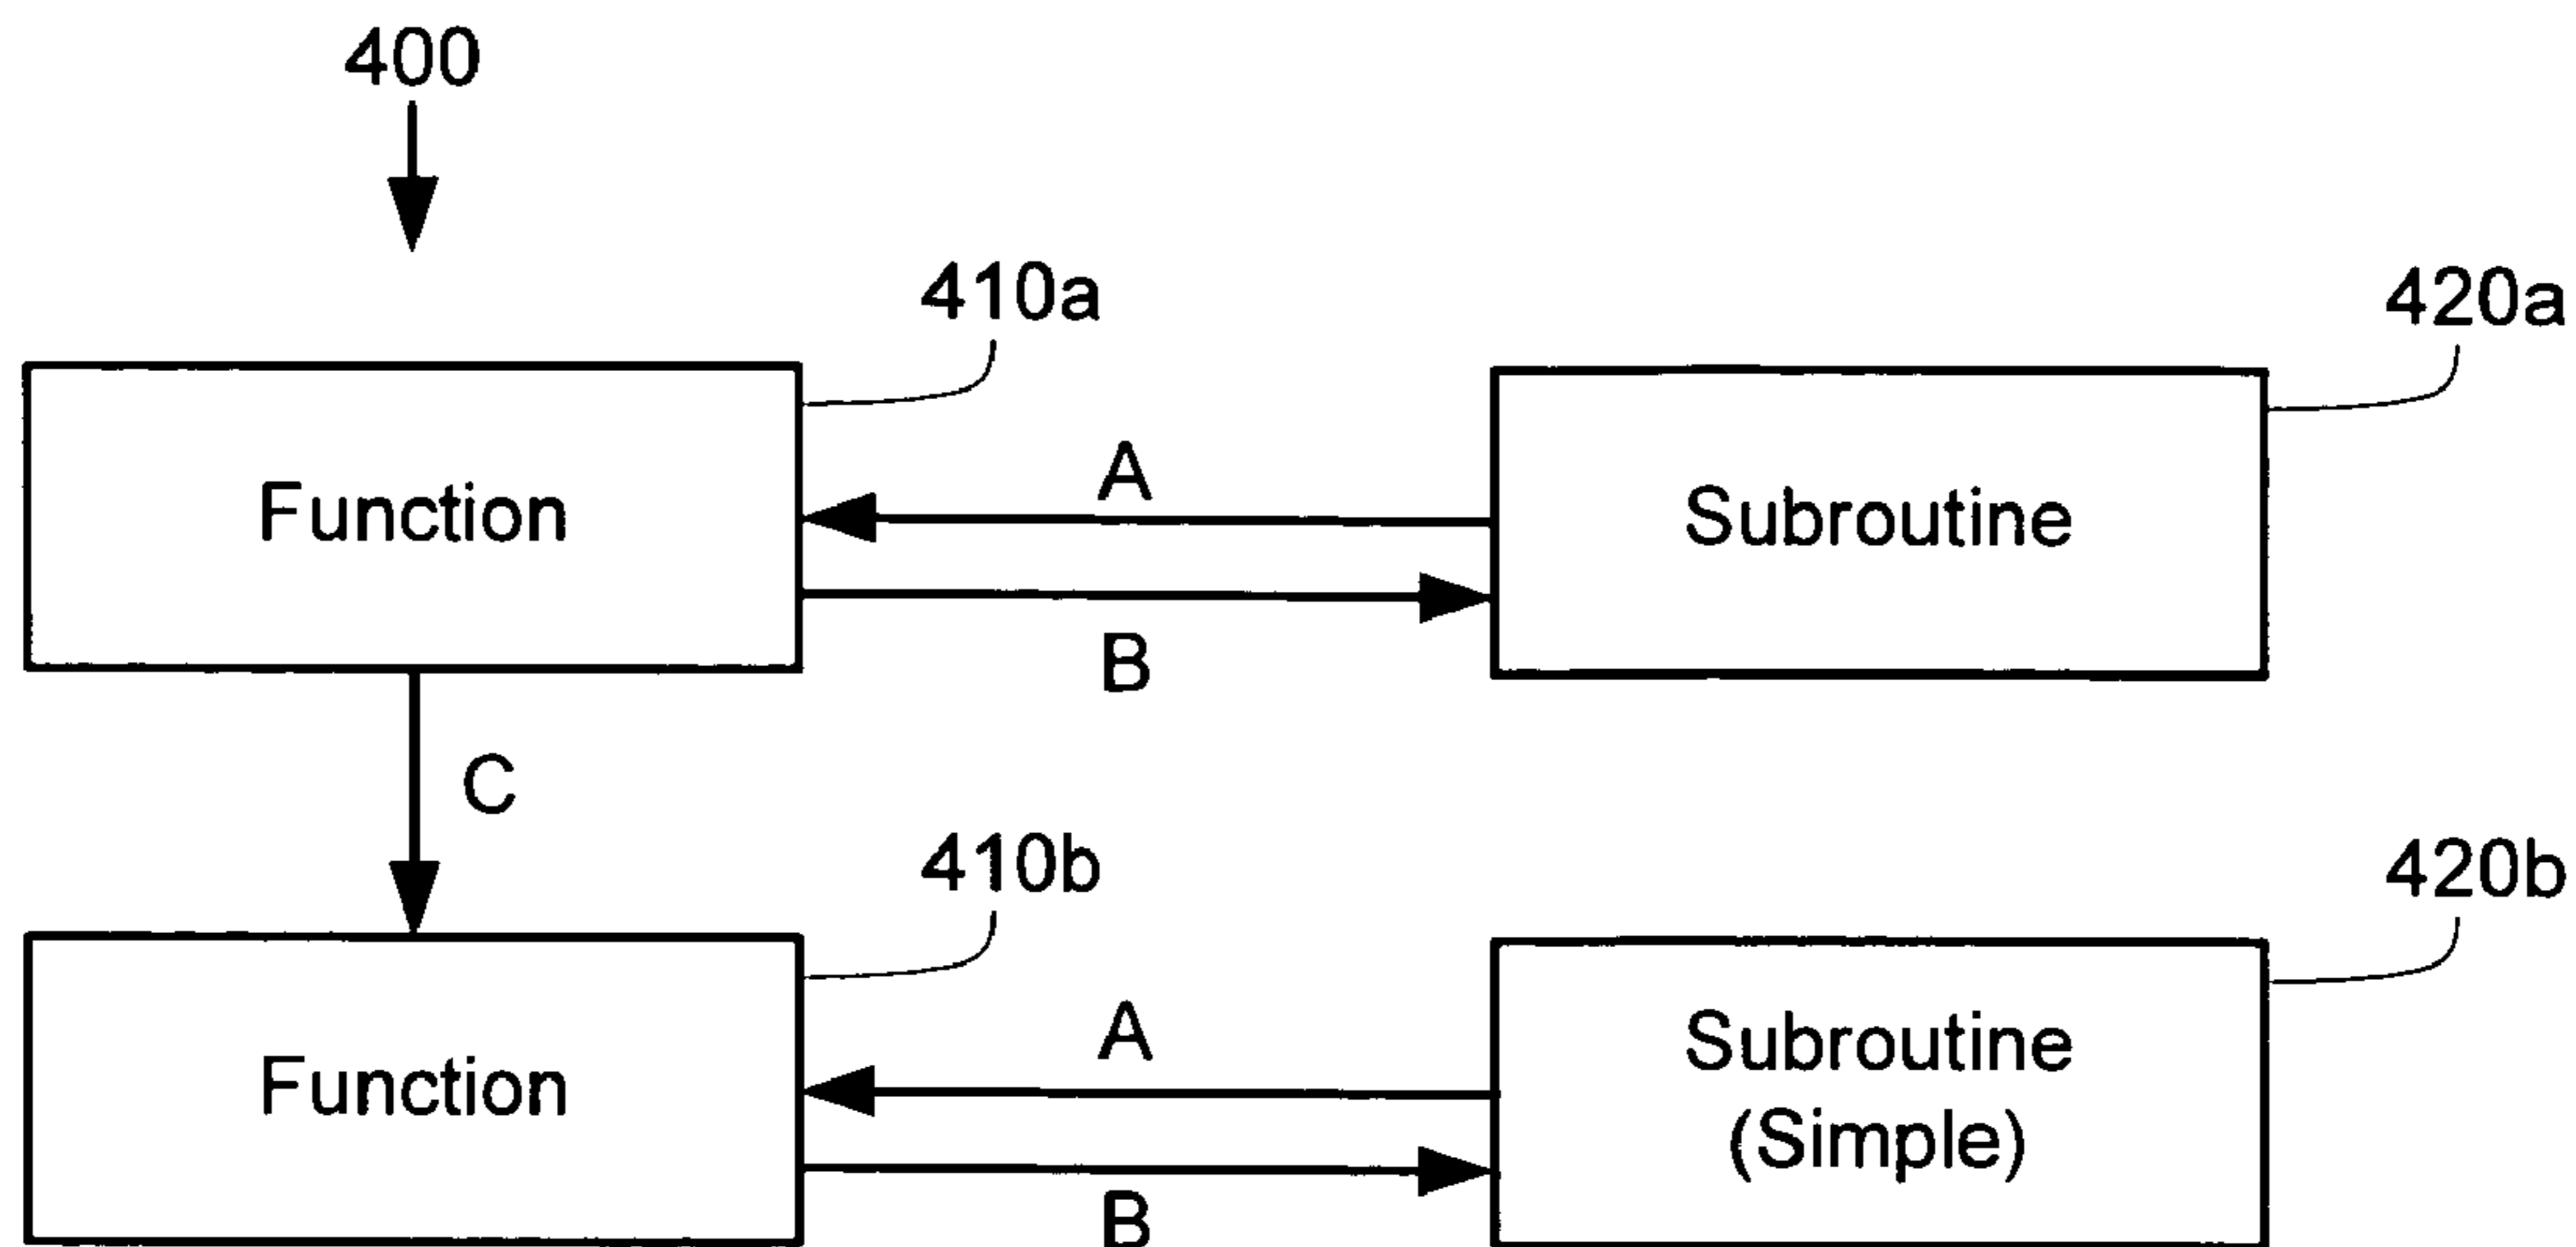 400
410a
420a
Function
A
Subroutine
B
C
410b
420b
Function
A
Subroutine
(Simple)
B